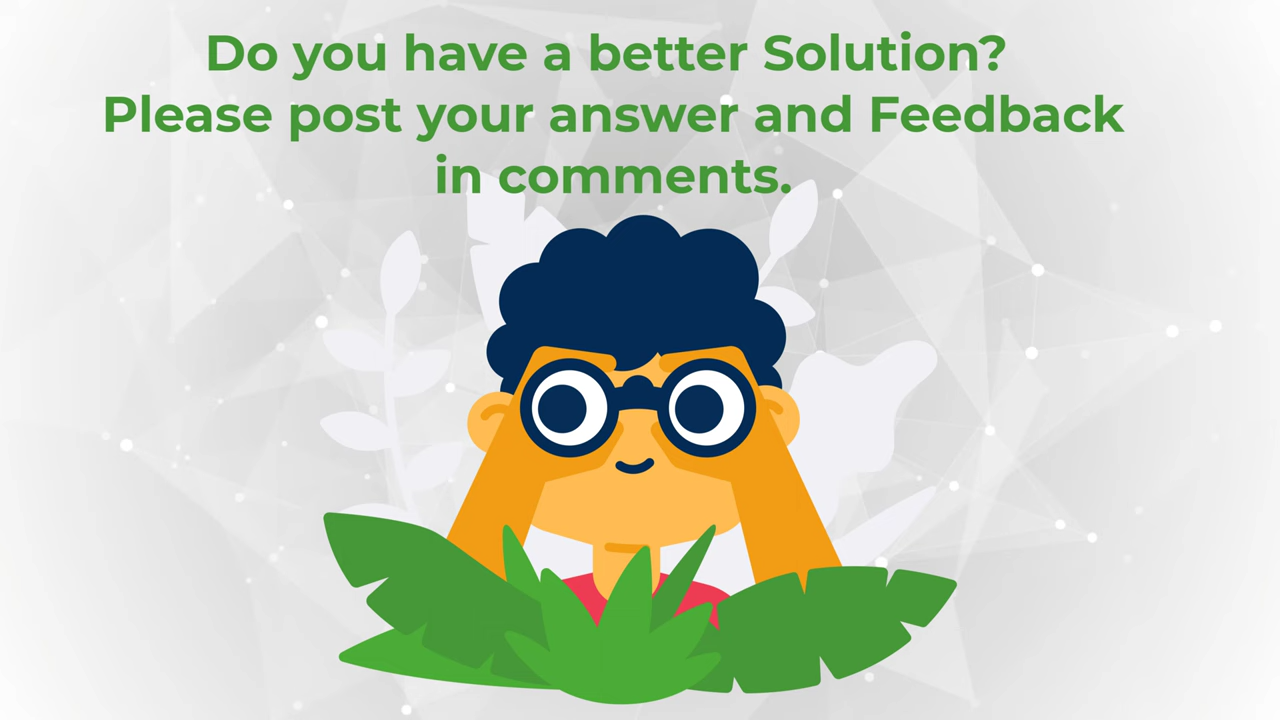 Do you have a better Solution?
Please post your answer and Feedback
in comments.